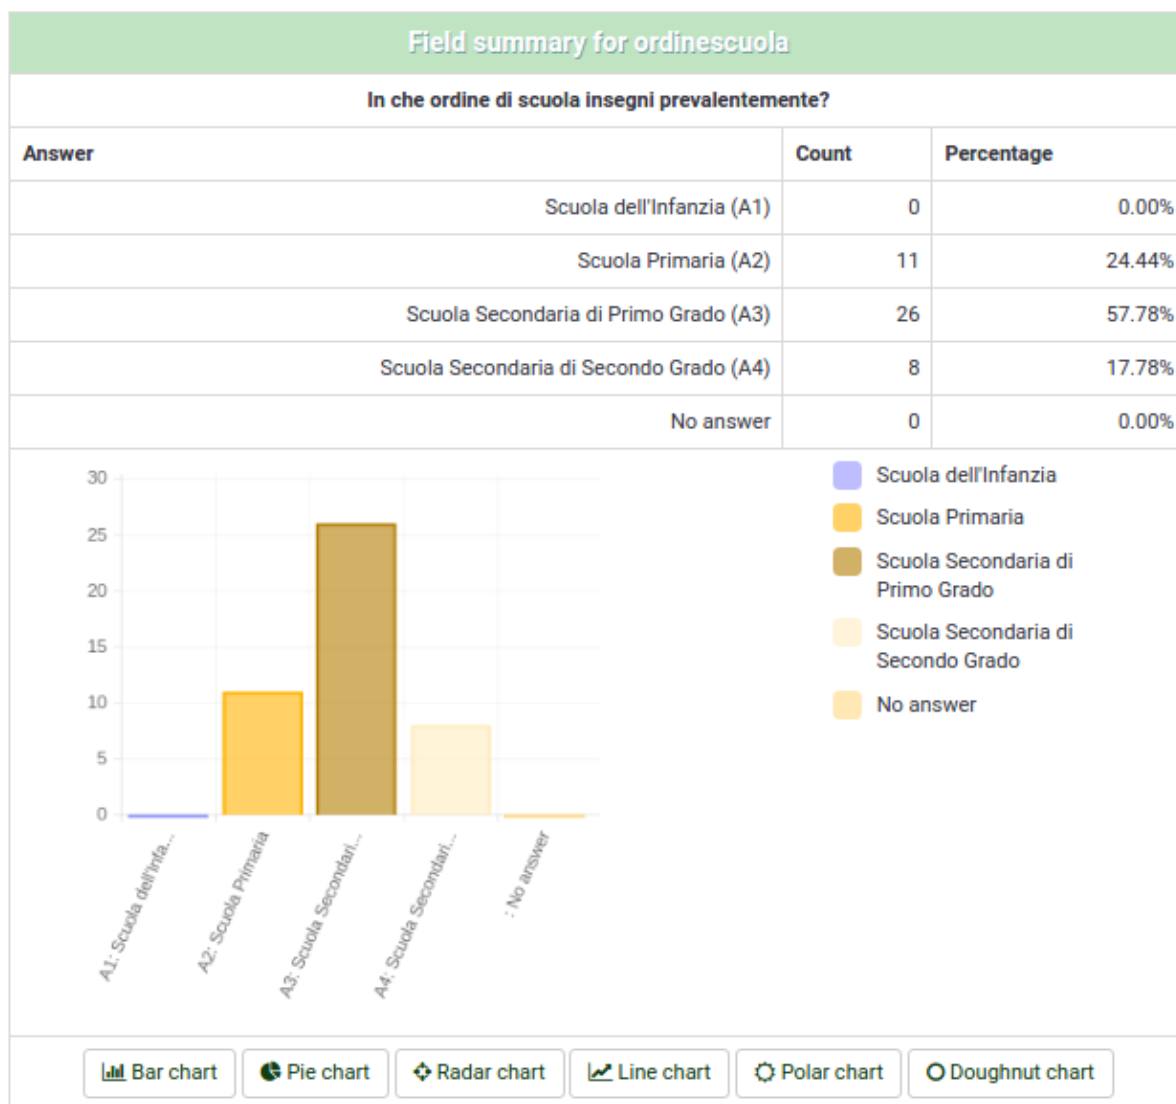 Field summary for ordinescuola
In che ordine di scuola insegni prevalentemente?
Answer Count Percentage
Scuola dell'Infanzia (A1) 0 0.00%
Scuola Primaria (A2) 11 24.44%
Scuola Secondaria di Primo Grado (A3) 26 57.78%
Scuola Secondaria di Secondo Grado (A4) 8 17.78%
No answer 0 0.00%
30
25
20
15
10
5
0
A1: Scuola dell'Infa...
A2: Scuola Primaria
A3: Scuola Secondari...
A4: Scuola Secondari...
: No answer
Scuola dell'Infanzia
Scuola Primaria
Scuola Secondaria di
Primo Grado
Scuola Secondaria di
Secondo Grado
No answer
Bar chart Pie chart Radar chart Line chart Polar chart Doughnut chart